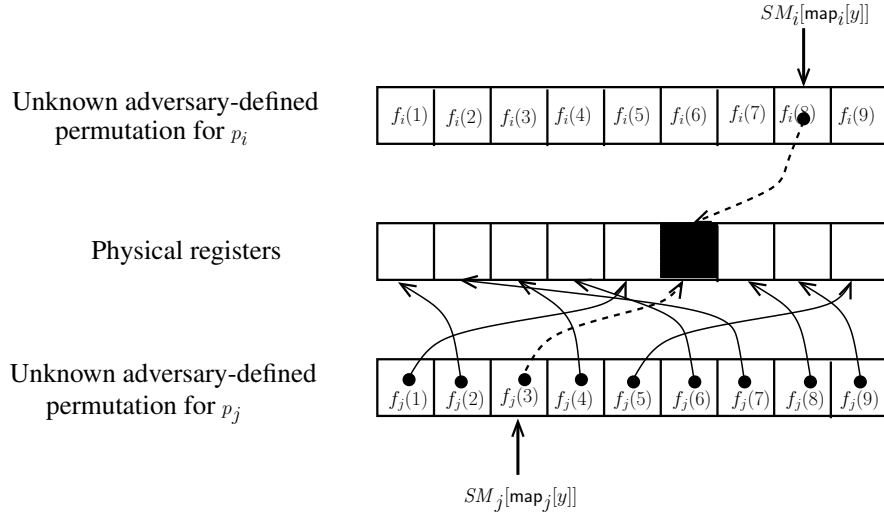 SM_i[map_i[y]]
Unknown adversary-defined
permutation for p_i
f_i(1) f_i(2) f_i(3) f_i(4) f_i(5) f_i(6) f_i(7) f_i(8) f_i(9)
Physical registers
Unknown adversary-defined
permutation for p_j
f_j(1) f_j(2) f_j(3) f_j(4) f_j(5) f_j(6) f_j(7) f_j(8) f_j(9)
SM_j[map_j[y]]